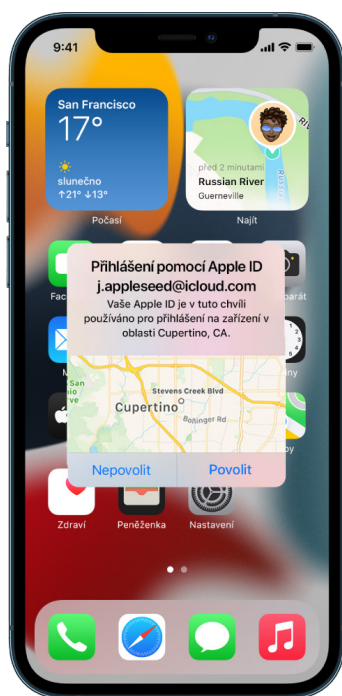 9:41
San Francisco
17°
slunečno
↑21° ↓13°
Počasí
před 2 minutami
Russian River
Guerneville
Najít
Přihlášení pomocí Apple ID
j.appleseed@icloud.com
Vaše Apple ID je v tuto chvíli
používáno pro přihlášení na zařízení v
oblasti Cupertino, CA.
San
Stevens Creek Blvd
Cupertino
Bollinger Rd
Nepovolit
Povolit
Zdraví
Peněženka
Nastavení